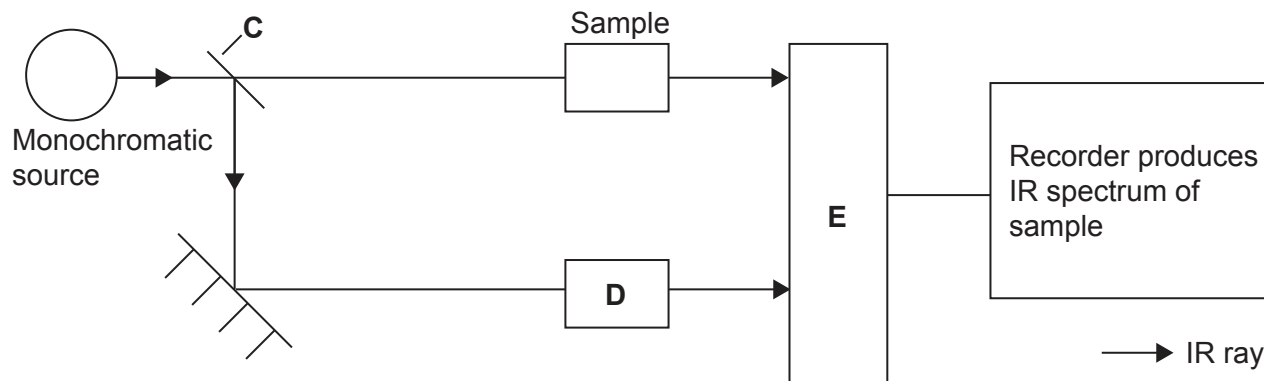 C
Sample
Monochromatic
source
Recorder produces
IR spectrum of
sample
E
D
IR ray